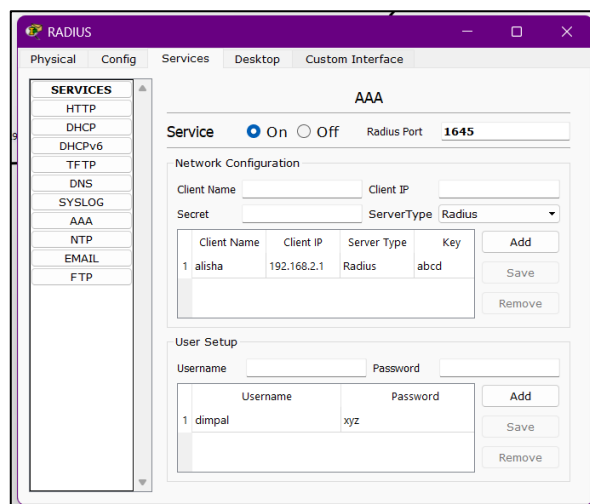 RADIUS
Physical Config Services Desktop Custom Interface
SERVICES
HTTP
DHCP
DHCPv6
TFTP
DNS
SYSLOG
AAA
NTP
EMAIL
FTP
AAA
Service On Off Radius Port 1645
Network Configuration
Client Name Client IP
Secret ServerType Radius
Client Name Client IP Server Type Key Add
1 alisha 192.168.2.1 Radius abcd Save
Remove
User Setup
Username Password
Username Password Add
1 dimpal xyz Save
Remove